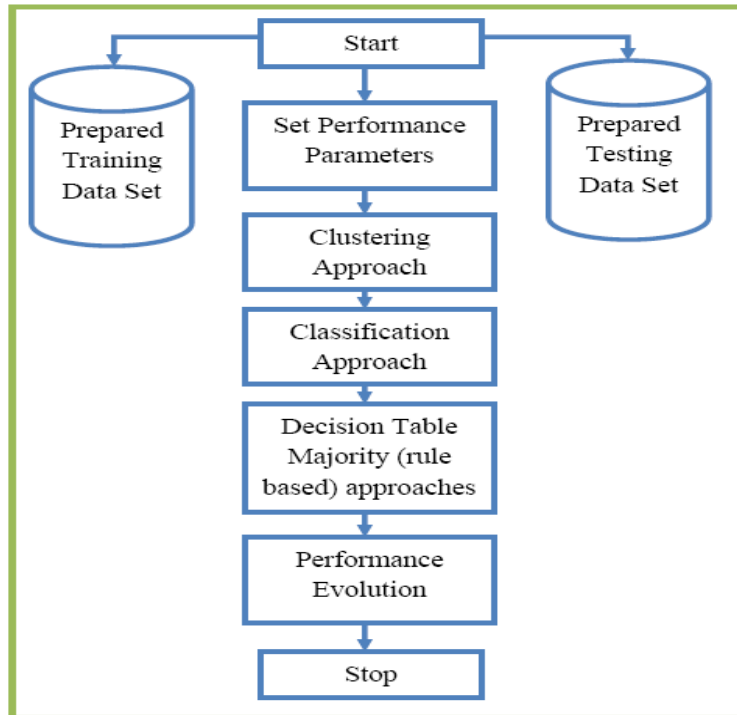 Start
Prepared
Training
Data Set
Set Performance
Parameters
Prepared
Testing
Data Set
Clustering
Approach
Classification
Approach
Decision Table
Majority (rule
based) approaches
Performance
Evolution
Stop